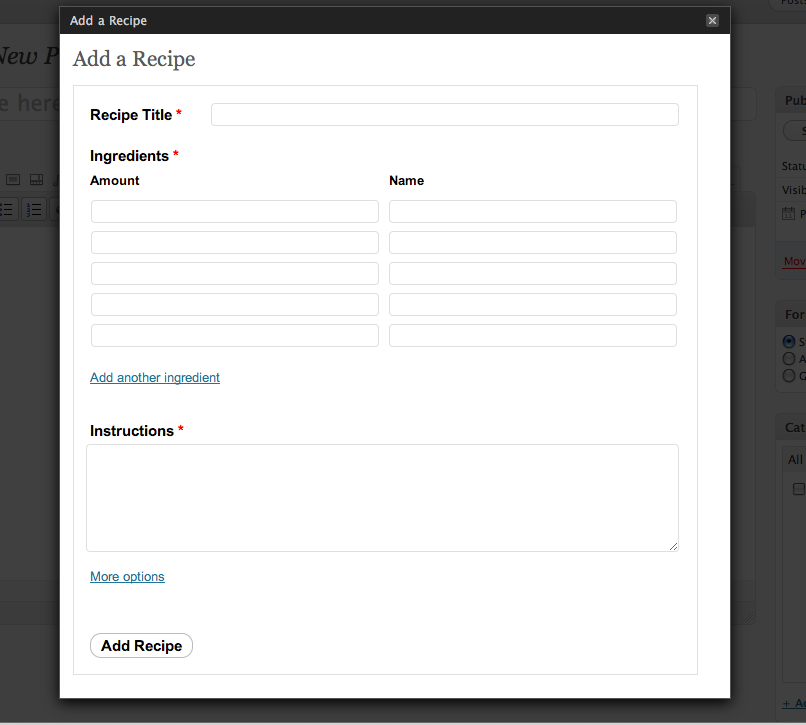 Add a Recipe
Add a Recipe
Recipe Title *
Ingredients *
Amount Name
Add another ingredient
Instructions *
More options
Add Recipe
New P
e here
Pub
Statu
Visib
P
Mov
For
S
A
G
Cat
All
+ A